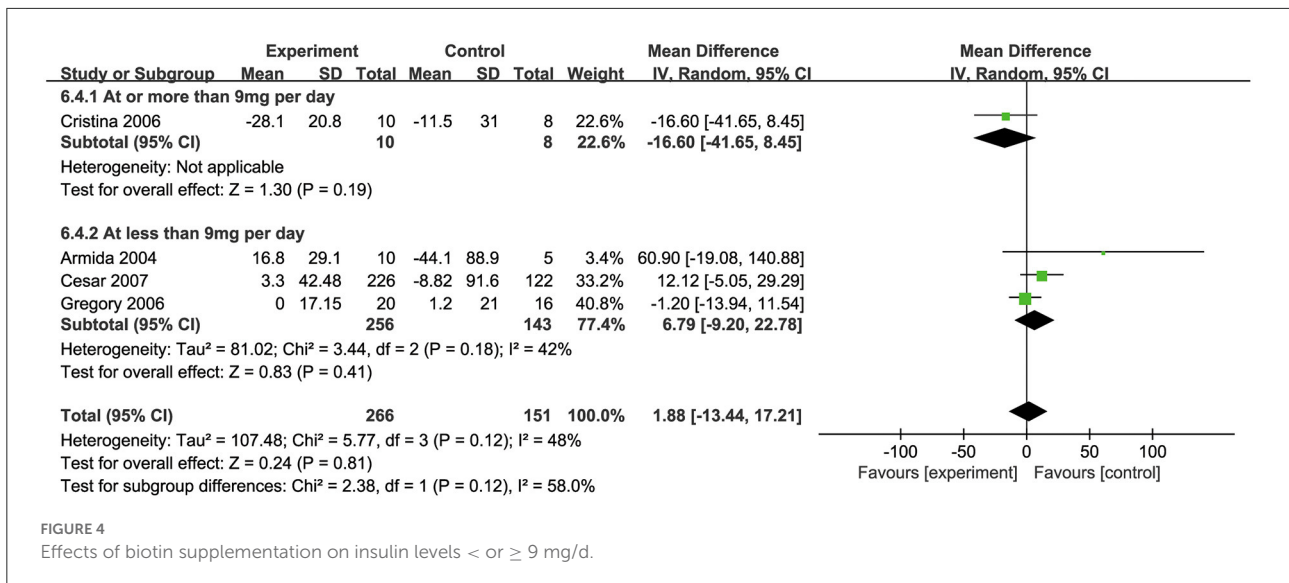 Experiment Control Mean Difference Mean Difference
Study or Subgroup Mean SD Total Mean SD Total Weight IV, Random, 95% CI IV, Random, 95% CI
6.4.1 At or more than 9mg per day
Cristina 2006 -28.1 20.8 10 -11.5 31 8 22.6% -16.60 [-41.65, 8.45]
Subtotal (95% CI) 10 8 22.6% -16.60 [-41.65, 8.45]
Heterogeneity: Not applicable
Test for overall effect: Z = 1.30 (P = 0.19)
6.4.2 At less than 9mg per day
Armida 2004 16.8 29.1 10 -44.1 88.9 5 3.4% 60.90 [-19.08, 140.88]
Cesar 2007 3.3 42.48 226 -8.82 91.6 122 33.2% 12.12 [-5.05, 29.29]
Gregory 2006 0 17.15 20 1.2 21 16 40.8% -1.20 [-13.94, 11.54]
Subtotal (95% CI) 256 143 77.4% 6.79 [-9.20, 22.78]
Heterogeneity: Tau² = 81.02; Chi² = 3.44, df = 2 (P = 0.18); I² = 42%
Test for overall effect: Z = 0.83 (P = 0.41)
Total (95% CI) 266 151 100.0% 1.88 [-13.44, 17.21]
Heterogeneity: Tau² = 107.48; Chi² = 5.77, df = 3 (P = 0.12); I² = 48%
Test for overall effect: Z = 0.24 (P = 0.81)
Test for subgroup differences: Chi² = 2.38, df = 1 (P = 0.12), I² = 58.0%
-100 -50 0 50 100
Favours [experiment] Favours [control]
FIGURE 4
Effects of biotin supplementation on insulin levels < or ≥ 9 mg/d.